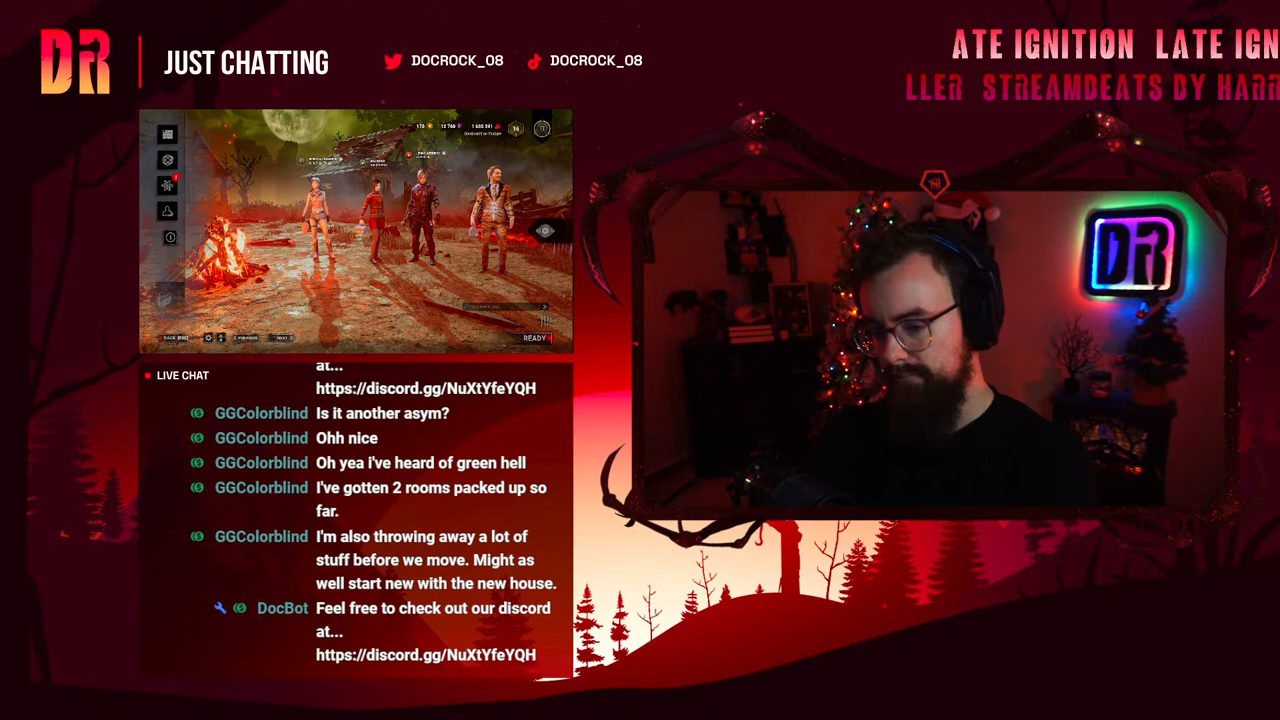 DR
JUST CHATTING
DOCROCK_08
DOCROCK_08
ATE IGNITION LATE IGN
LLER STREAMBEATS BY HARR
DR
READY
LIVE CHAT
at...
https://discord.gg/NuXtYfeYQH
GGColorblind Is it another asym?
GGColorblind Ohh nice
GGColorblind Oh yea i've heard of green hell
GGColorblind I've gotten 2 rooms packed up so
far.
GGColorblind I'm also throwing away a lot of
stuff before we move. Might as
well start new with the new house.
DocBot Feel free to check out our discord
at...
https://discord.gg/NuXtYfeYQH